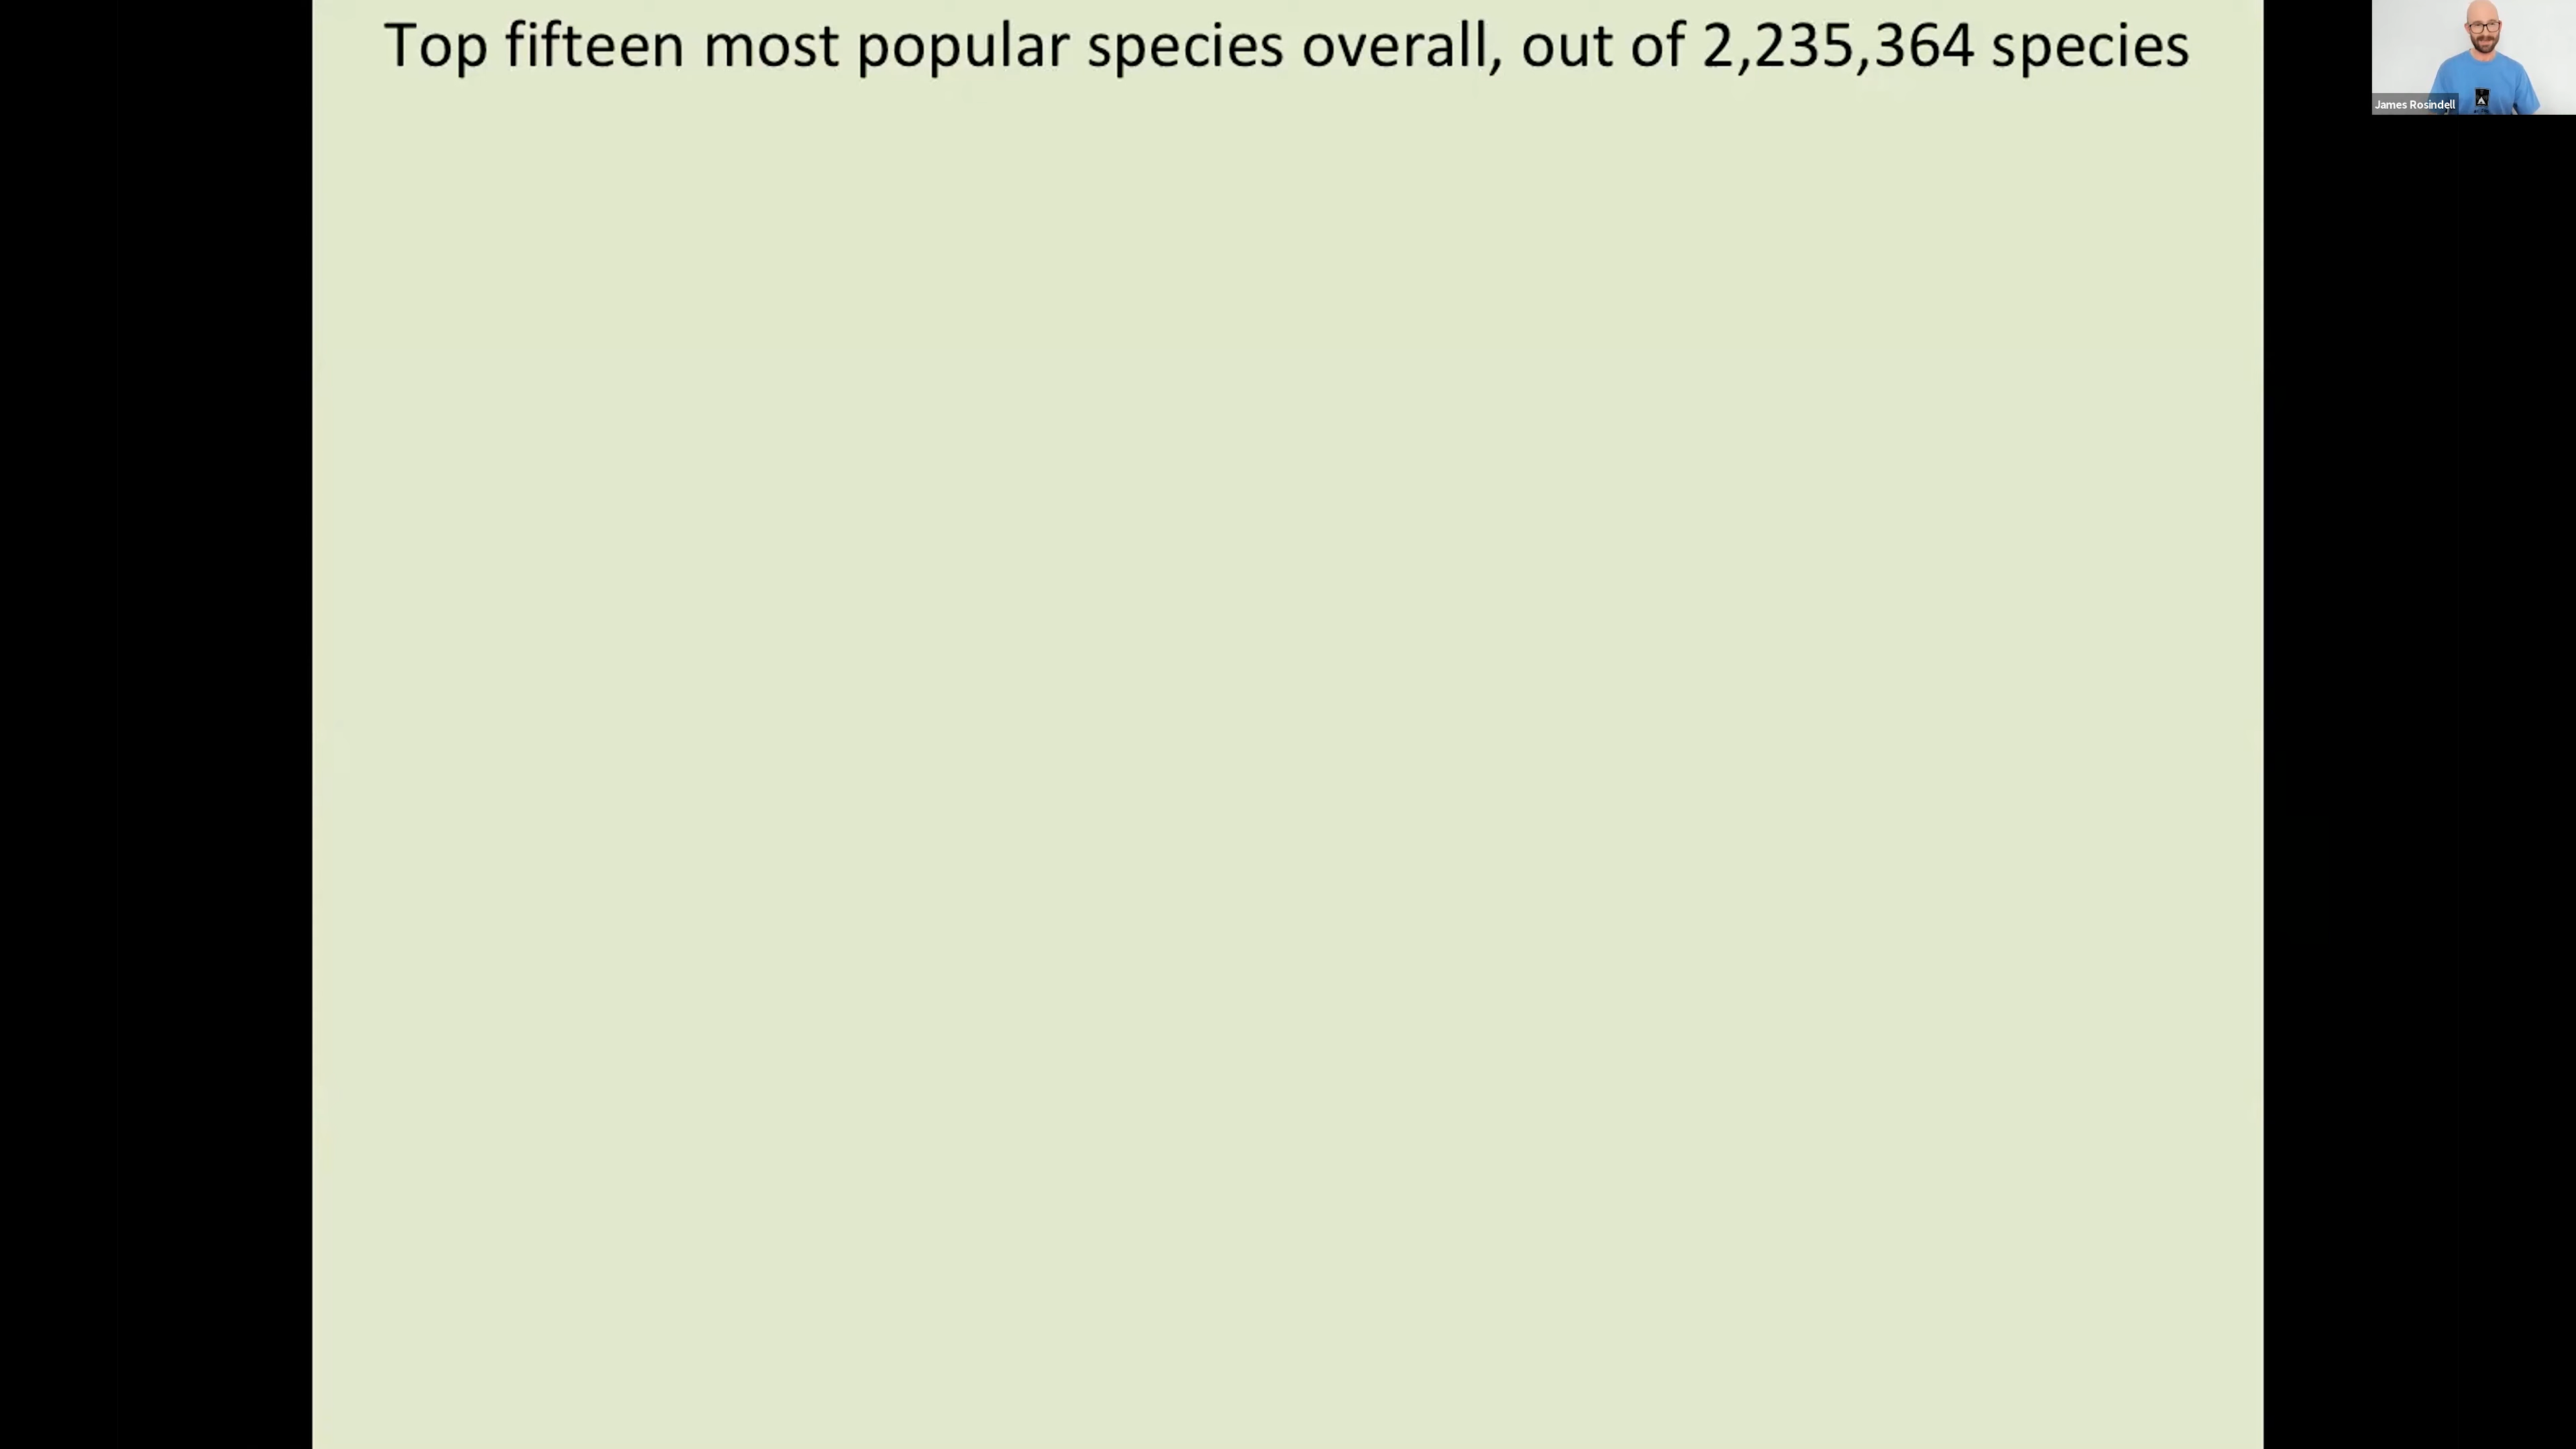 Top fifteen most popular species overall, out of 2,235,364 species
James Rosindell